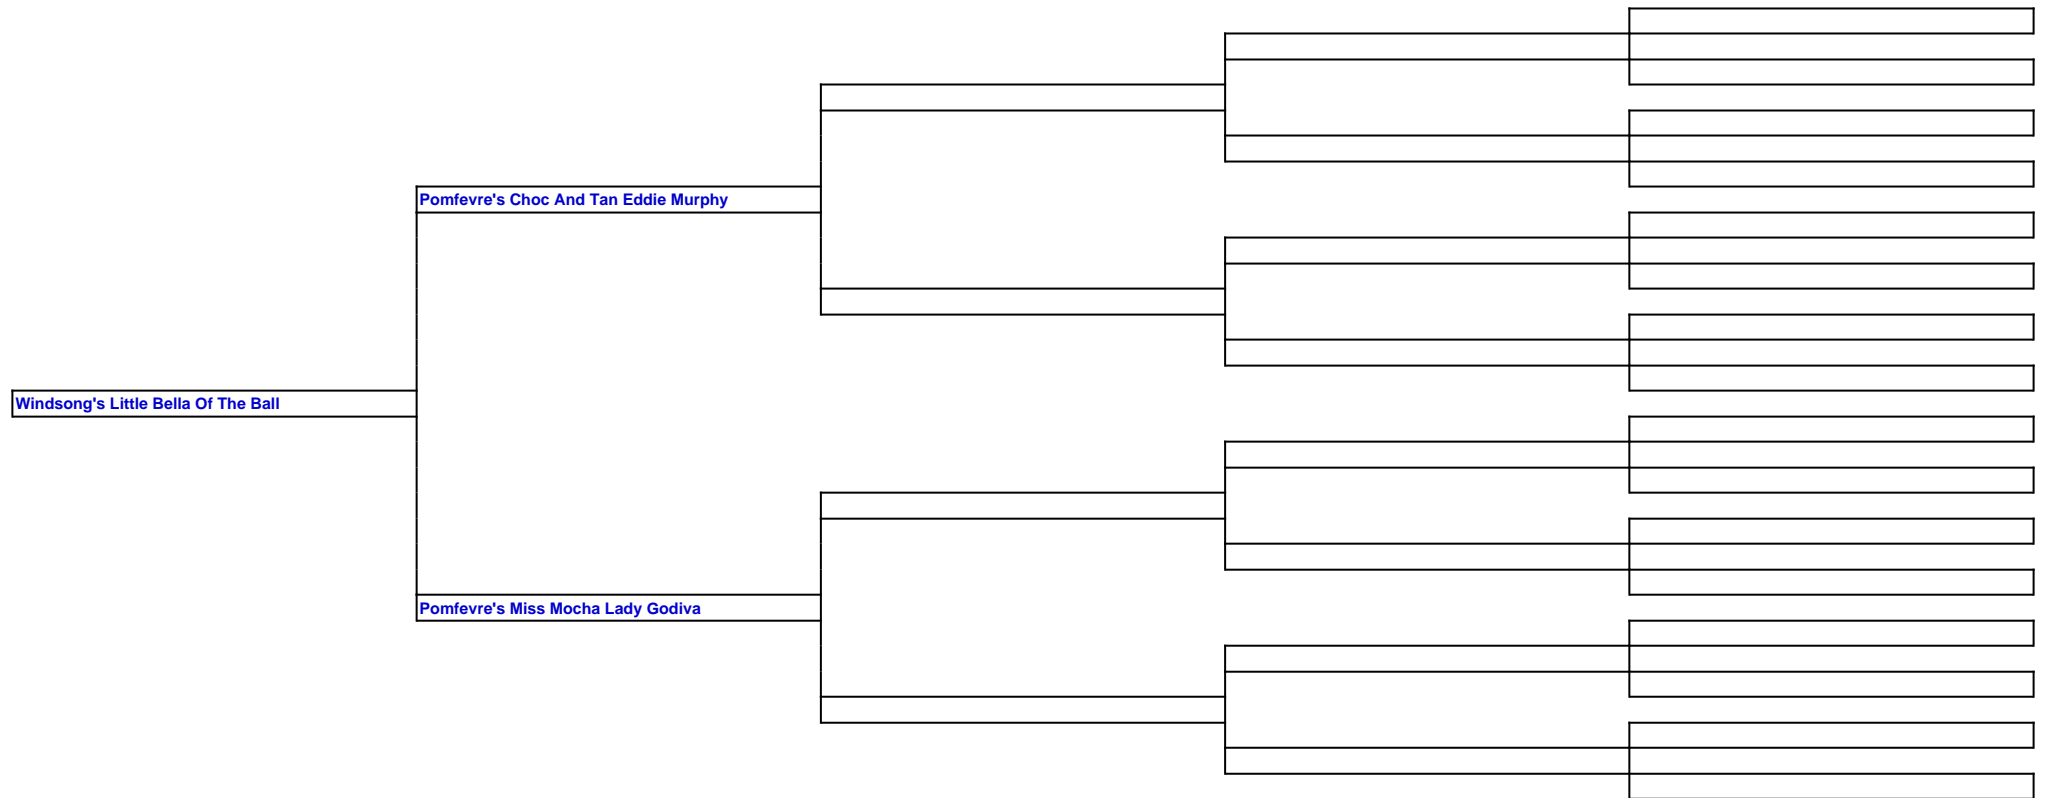 Pomfevre's Choc And Tan Eddie Murphy
Windsong's Little Bella Of The Ball
Pomfevre's Miss Mocha Lady Godiva